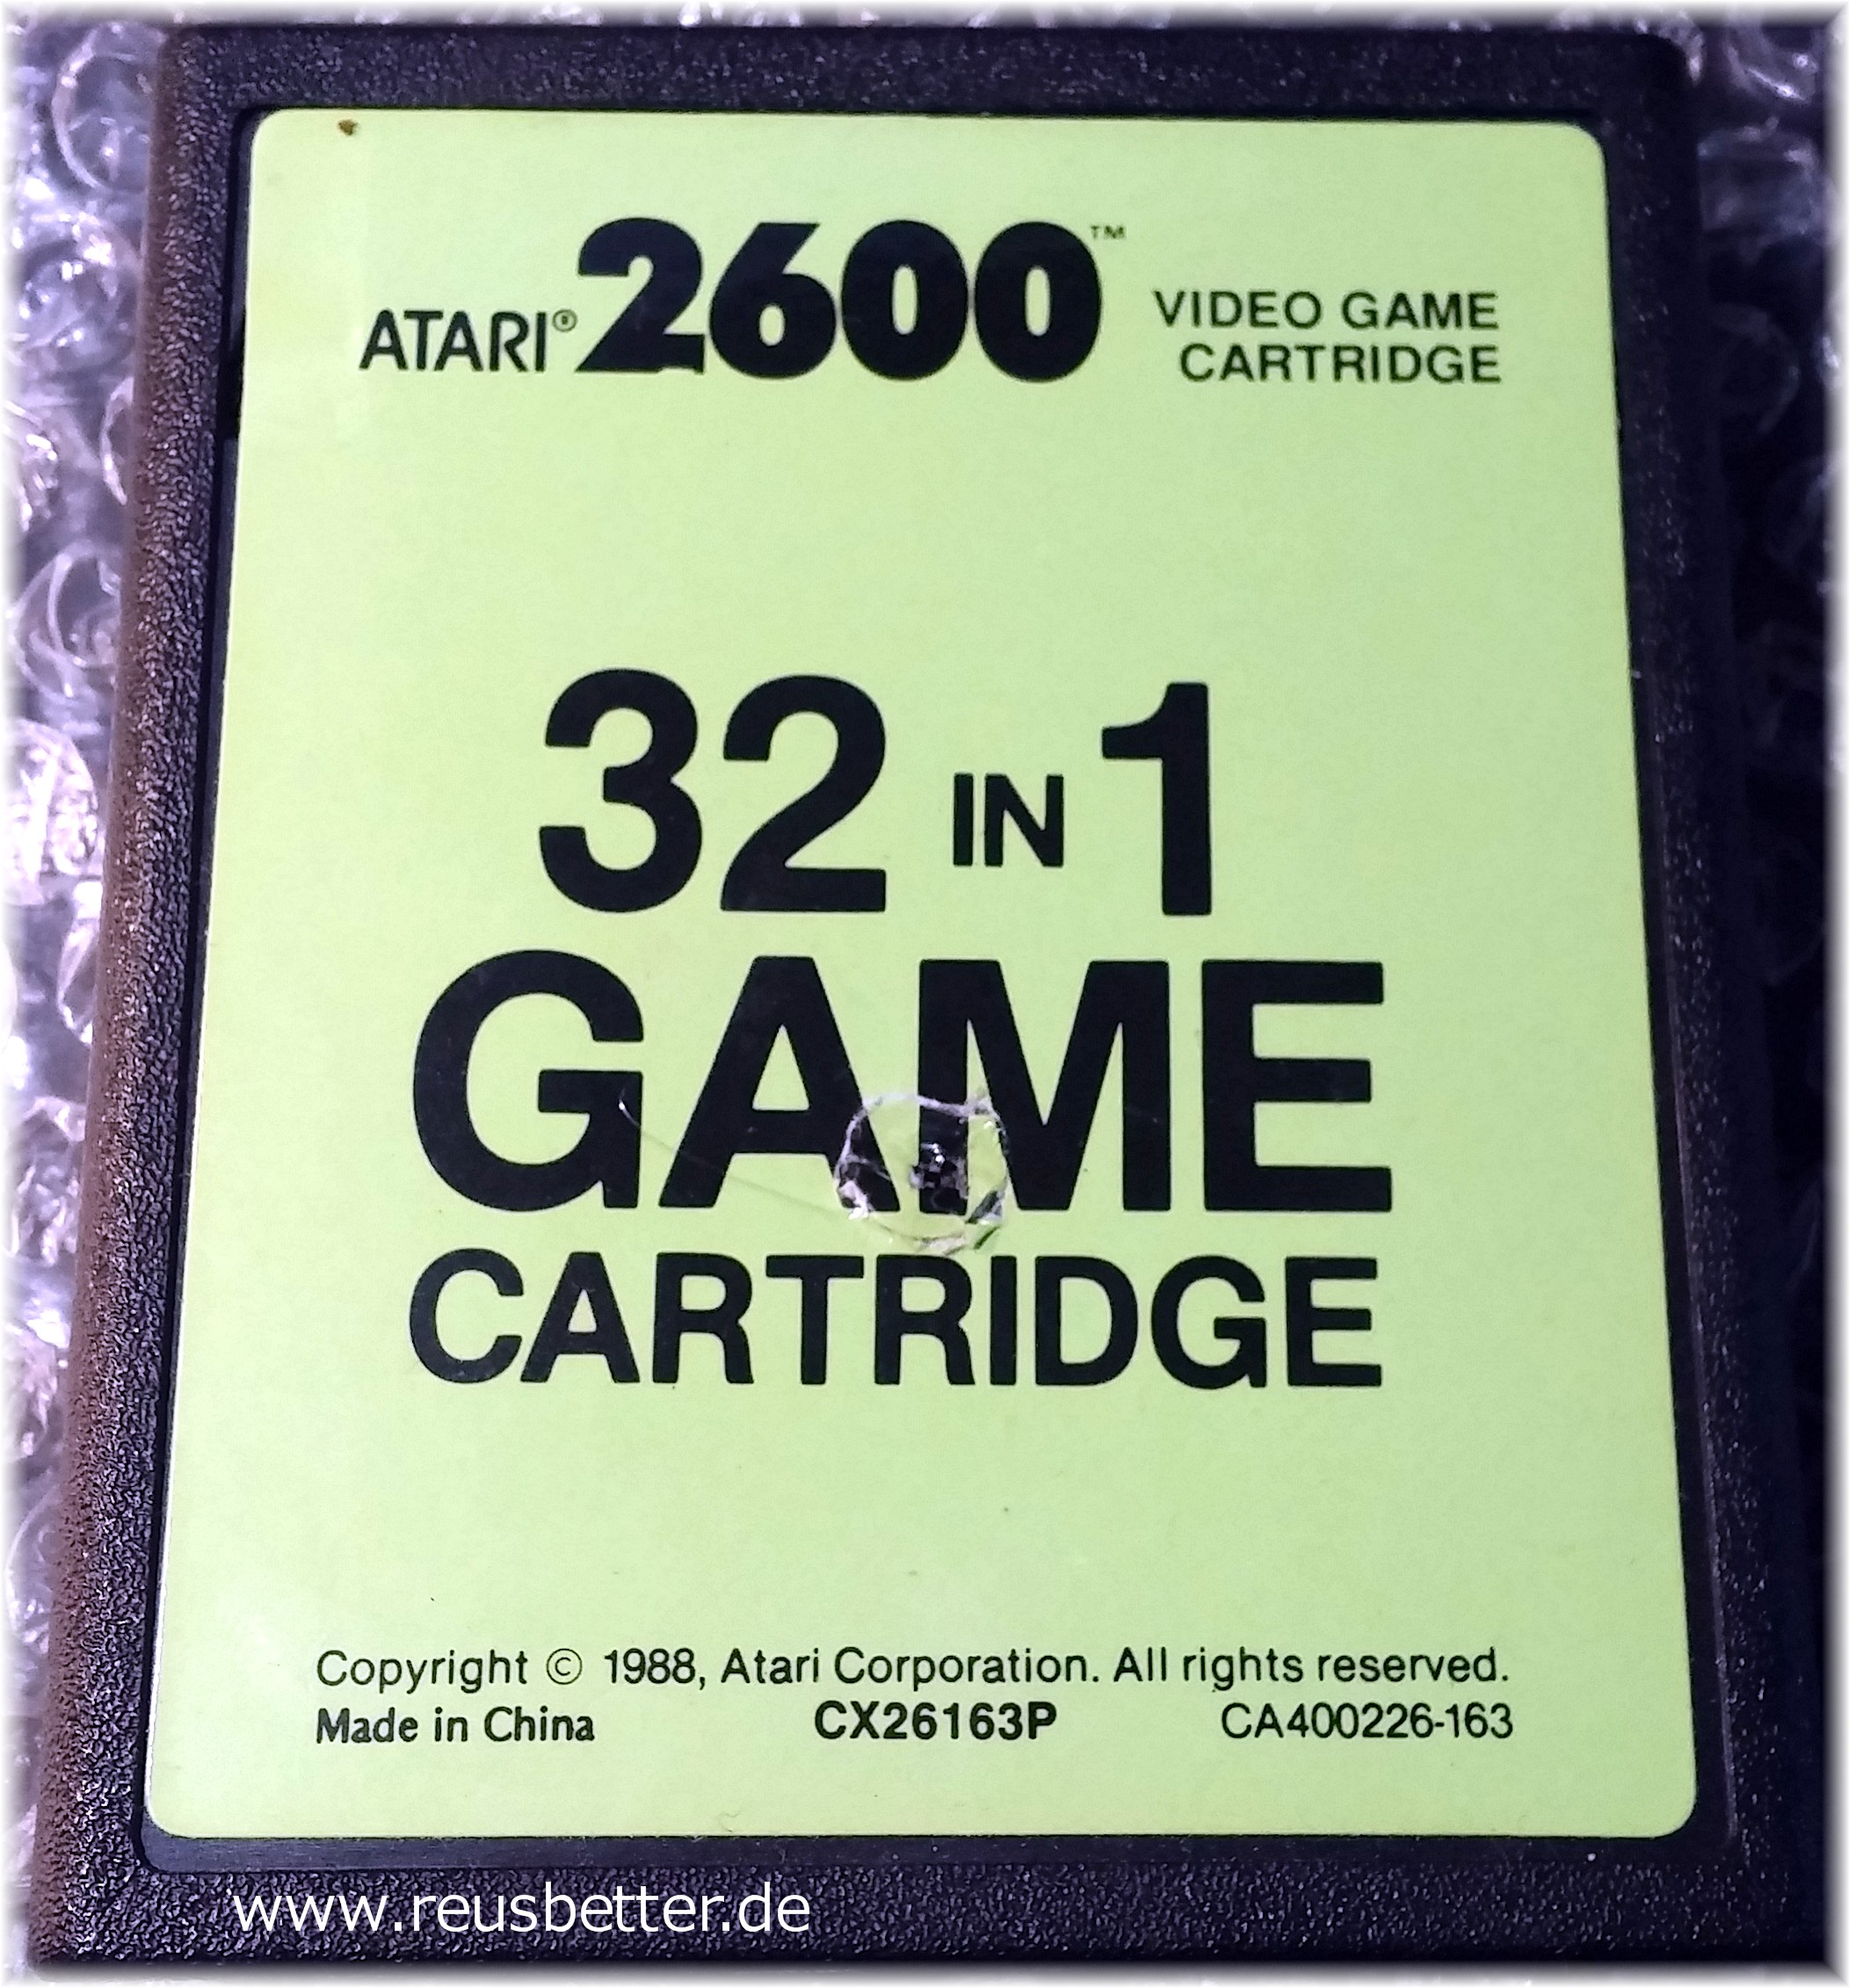 ATARI® 2600™ VIDEO GAME
CARTRIDGE
32 IN 1
GAME
CARTRIDGE
Copyright © 1988, Atari Corporation. All rights reserved.
Made in China CX26163P CA400226-163
www.reusbetter.de